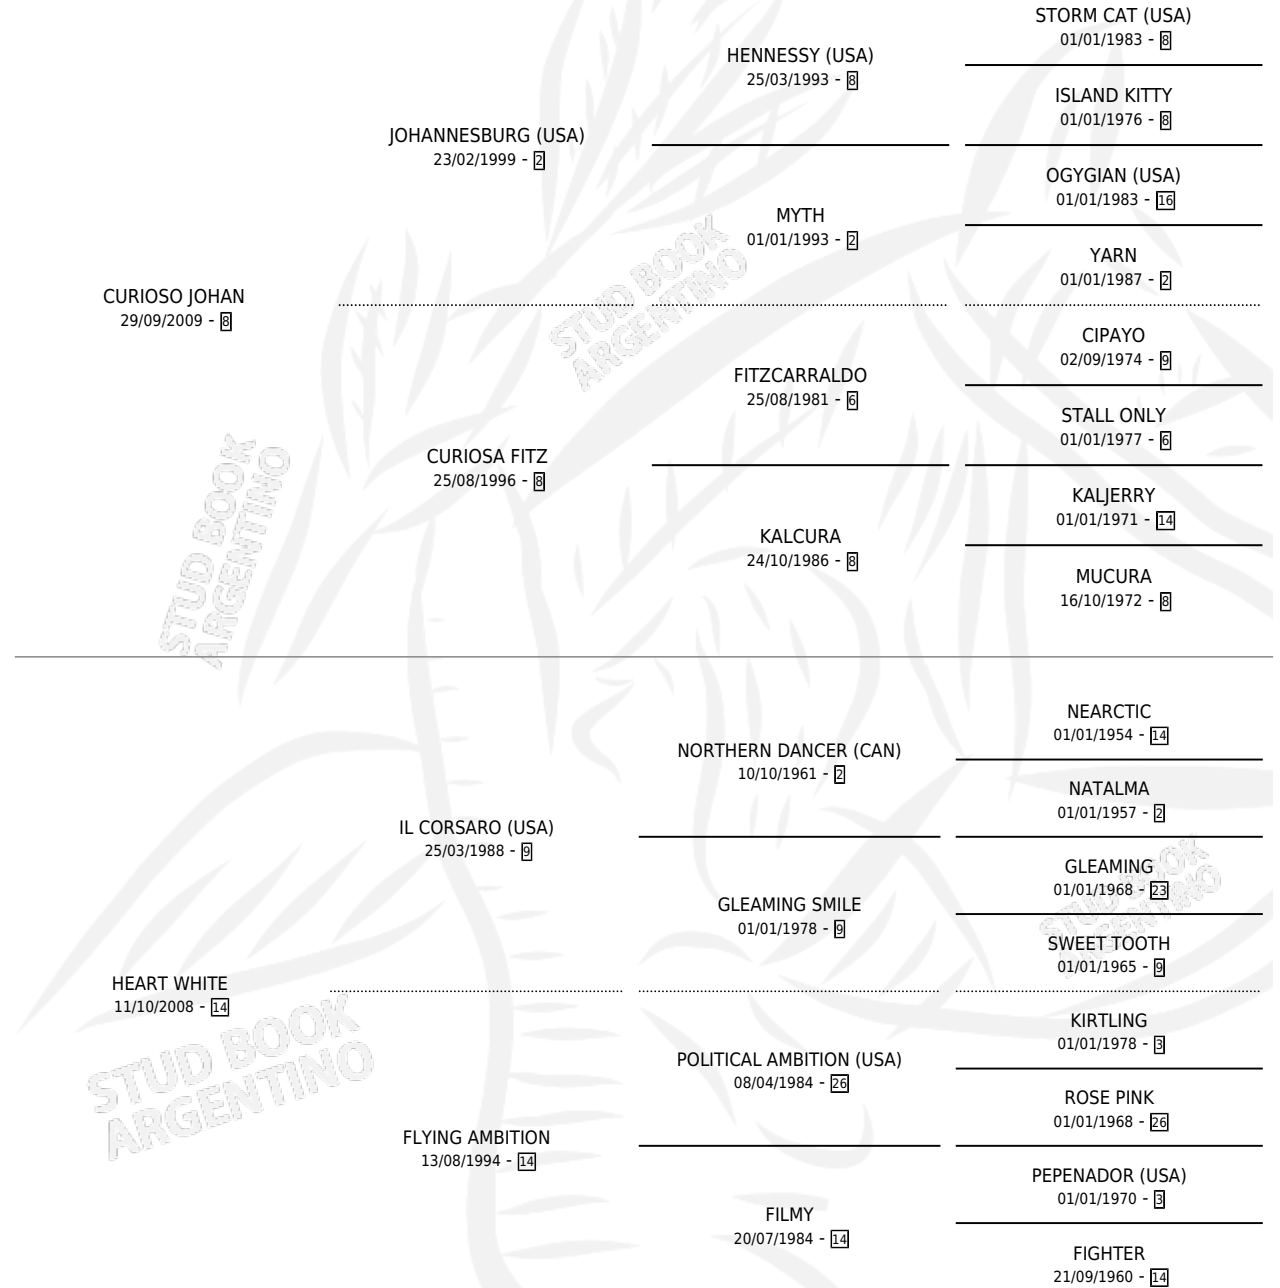 STORM CAT (USA)
01/01/1983 - 8
HENNESSY (USA)
25/03/1993 - 8
ISLAND KITTY
01/01/1976 - 8
JOHANNESBURG (USA)
23/02/1999 - 2
OGYGIAN (USA)
01/01/1983 - 16
MYTH
01/01/1993 - 2
YARN
01/01/1987 - 2
CURIOSO JOHAN
29/09/2009 - 8
CIPAYO
02/09/1974 - 9
FITZCARRALDO
25/08/1981 - 6
STALL ONLY
01/01/1977 - 6
CURIOSA FITZ
25/08/1996 - 8
KALJERRY
01/01/1971 - 14
KALCURA
24/10/1986 - 8
MUCURA
16/10/1972 - 8
NEARCTIC
01/01/1954 - 14
NORTHERN DANCER (CAN)
10/10/1961 - 2
NATALMA
01/01/1957 - 2
IL CORSARO (USA)
25/03/1988 - 9
GLEAMING
01/01/1968 - 23
GLEAMING SMILE
01/01/1978 - 9
SWEET TOOTH
01/01/1965 - 9
HEART WHITE
11/10/2008 - 14
KIRTLING
01/01/1978 - 3
POLITICAL AMBITION (USA)
08/04/1984 - 26
ROSE PINK
01/01/1968 - 26
FLYING AMBITION
13/08/1994 - 14
PEPENADOR (USA)
01/01/1970 - 3
FILMY
20/07/1984 - 14
FIGHTER
21/09/1960 - 14
STUD BOOK
ARGENTINO
STUD BOOK
ARGENTINO
STUD BOOK
ARGENTINO
STUD BOOK
ARGENTINO